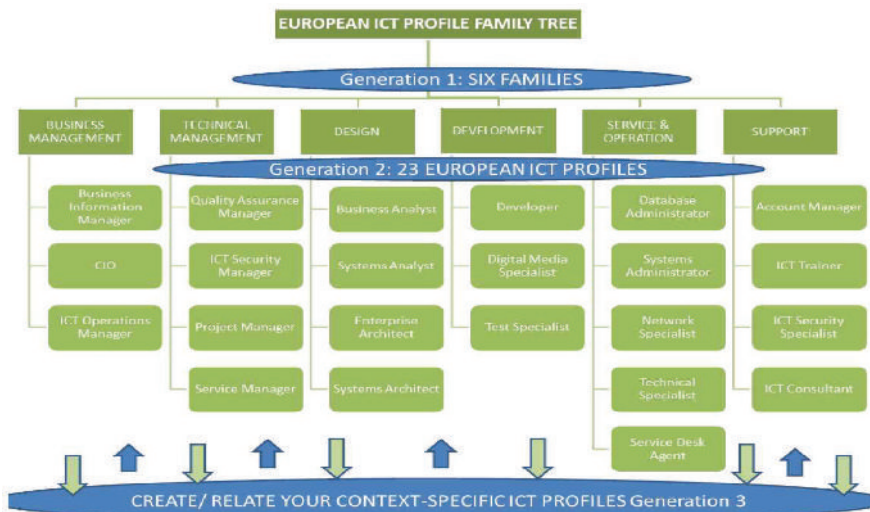 EUROPEAN ICT PROFILE FAMILY TREE
Generation 1: SIX FAMILIES
BUSINESS
MANAGEMENT
TECHNICAL
MANAGEMENT
DESIGN
DEVELOPMENT
SERVICE &
OPERATION
SUPPORT
Generation 2: 23 EUROPEAN ICT PROFILES
Business
Information
Manager
Quality Assurance
Manager
Business Analyst
Developer
Database
Administrator
Account Manager
CIO
ICT Security
Manager
Systems Analyst
Digital Media
Specialist
Systems
Administrator
ICT Trainer
ICT Operations
Manager
Project Manager
Enterprise
Architect
Test Specialist
Network
Specialist
ICT Security
Specialist
Service Manager
Systems Architect
Technical
Specialist
ICT Consultant
Service Desk
Agent
CREATE/ RELATE YOUR CONTEXT-SPECIFIC ICT PROFILES Generation 3